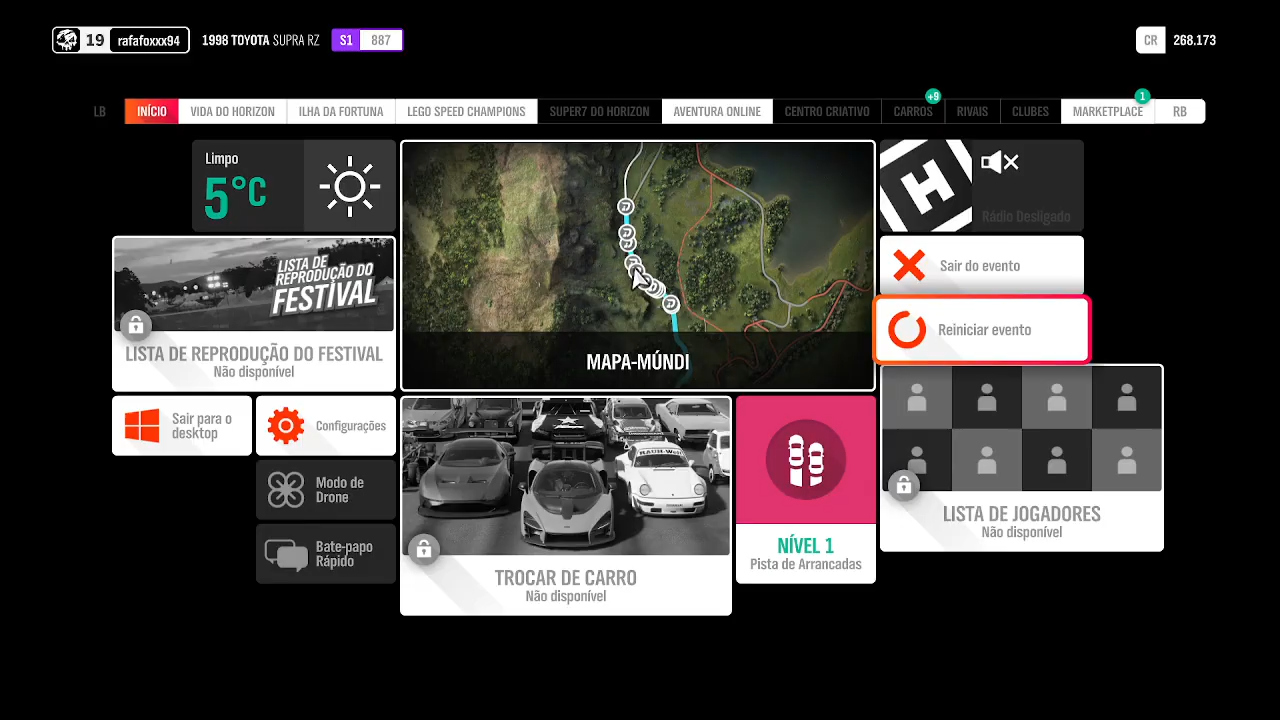 19 rafafoxxx94 1998 TOYOTA SUPRA RZ S1 887
CR 268.173
LB INÍCIO VIDA DO HORIZON ILHA DA FORTUNA LEGO SPEED CHAMPIONS SUPER7 DO HORIZON AVENTURA ONLINE CENTRO CRIATIVO CARROS +9 RIVAIS CLUBES MARKETPLACE 1 RB
Limpo
5°C
LISTA DE
REPRODUÇÃO DO
FESTIVAL
LISTA DE REPRODUÇÃO DO FESTIVAL
Não disponível
Sair para o
desktop
Configurações
Modo de
Drone
Bate-papo
Rápido
MAPA-MÚNDI
TROCAR DE CARRO
Não disponível
NÍVEL 1
Pista de Arrancadas
H
Rádio Desligado
Sair do evento
Reiniciar evento
LISTA DE JOGADORES
Não disponível